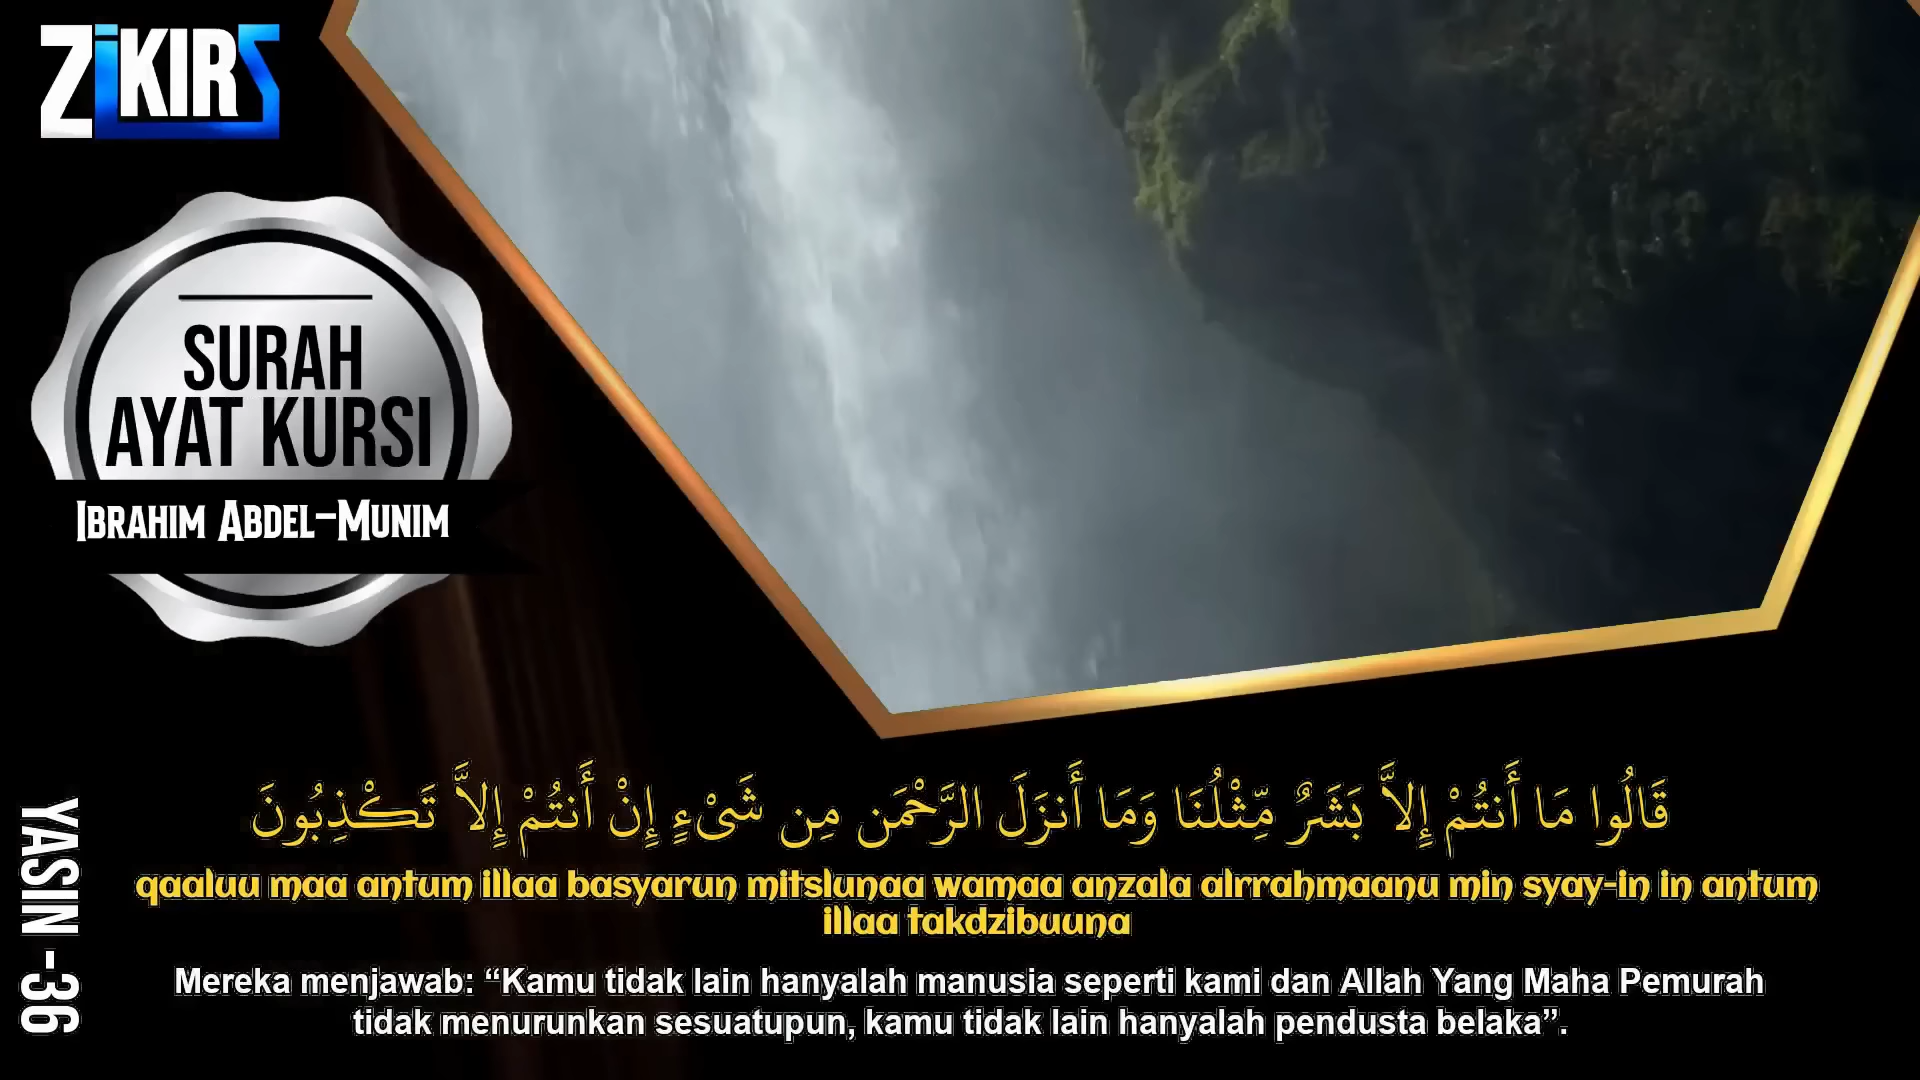 ZiKIRS
SURAH
AYAT KURSI
IBRAHIM ABDEL-MUNIM
YASIN -36
قَالُوا مَا أَنتُمْ إِلاَّ بَشَرٌ مِّثْلُنَا وَمَا أَنزَلَ الرَّحْمَن مِن شَىْءٍ إِنْ أَنتُمْ إِلاَّ تَكْذِبُونَ
qaaluu maa antum illaa basyarun mitslunaa wamaa anzala alrrahmaanu min syay-in in antum
illaa takdzibuuna
Mereka menjawab: “Kamu tidak lain hanyalah manusia seperti kami dan Allah Yang Maha Pemurah
tidak menurunkan sesuatupun, kamu tidak lain hanyalah pendusta belaka”.